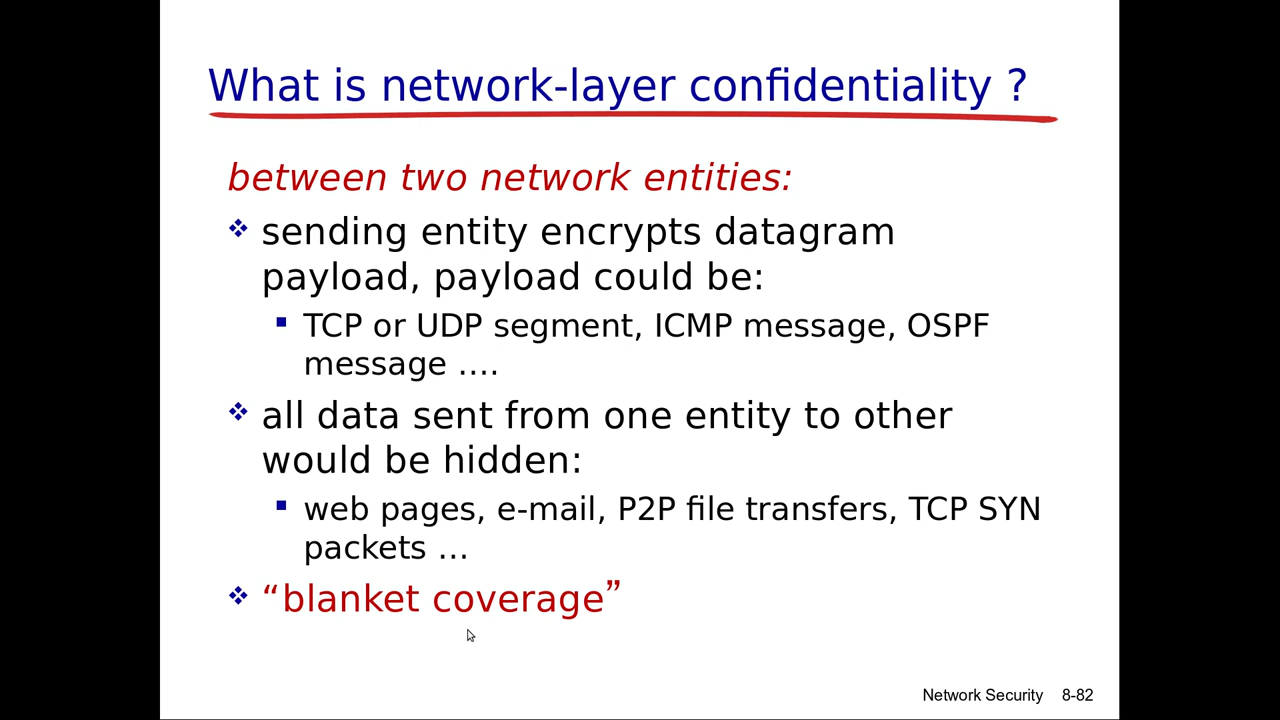 What is network-layer confidentiality ?
between two network entities:
❖ sending entity encrypts datagram
payload, payload could be:
▪ TCP or UDP segment, ICMP message, OSPF
message ….
❖ all data sent from one entity to other
would be hidden:
▪ web pages, e-mail, P2P file transfers, TCP SYN
packets …
❖ “blanket coverage”
Network Security 8-82